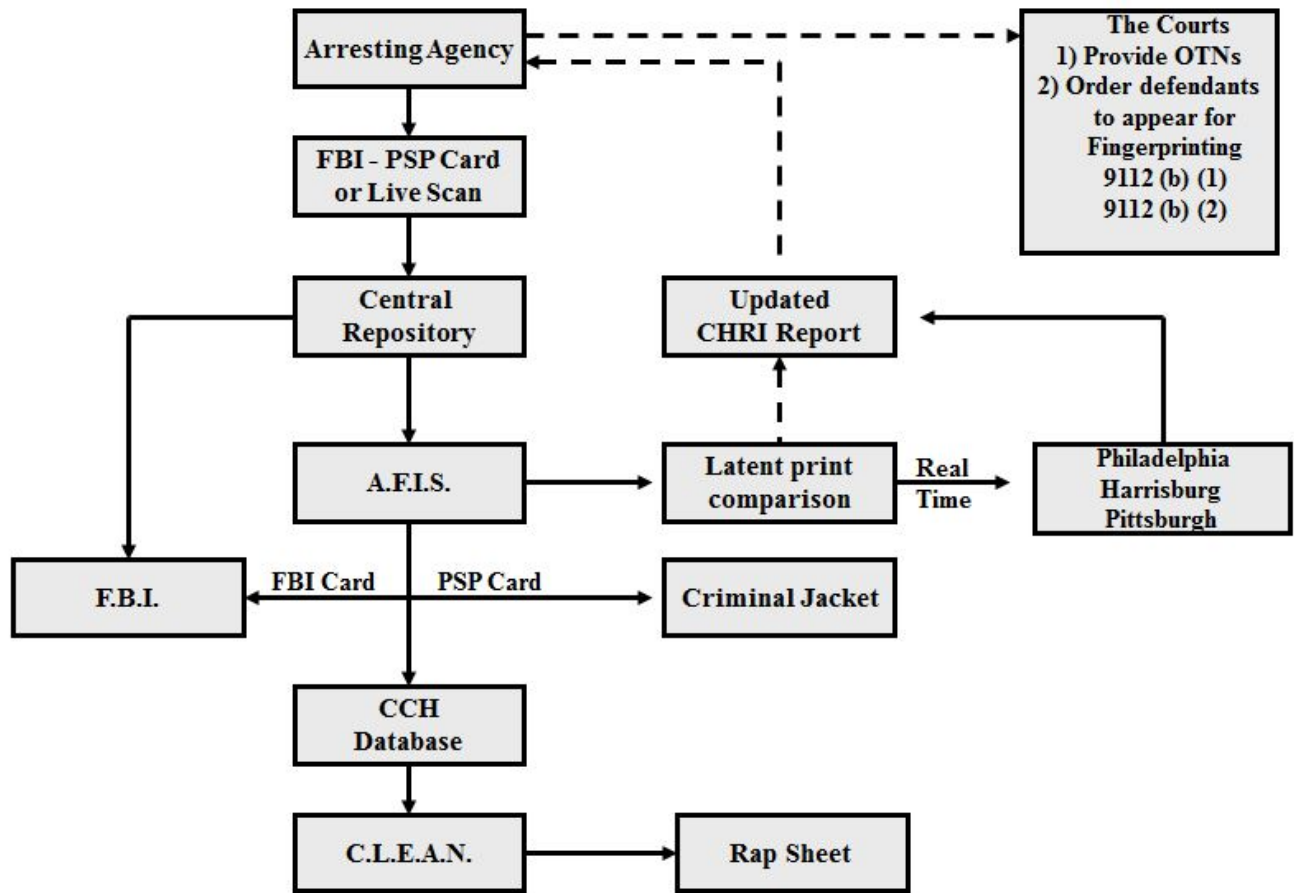 Arresting Agency
The Courts
1) Provide OTNs
2) Order defendants
to appear for
Fingerprinting
9112 (b) (1)
9112 (b) (2)
FBI - PSP Card
or Live Scan
Central
Repository
Updated
CHRI Report
A.F.I.S.
Latent print
comparison
Real
Time
Philadelphia
Harrisburg
Pittsburgh
F.B.I.
FBI Card
PSP Card
Criminal Jacket
CCH
Database
C.L.E.A.N.
Rap Sheet